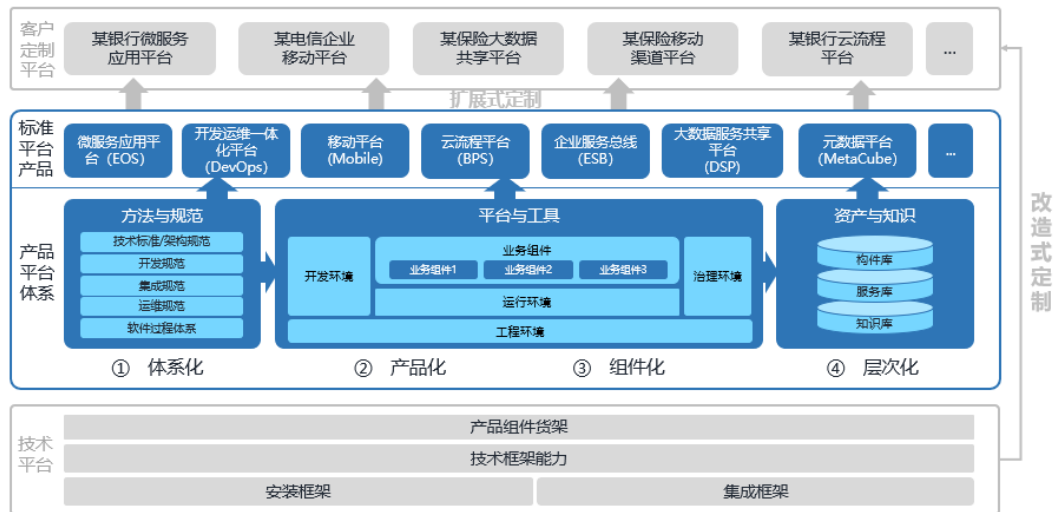 客户
定制
平台
某银行微服务
应用平台
某电信企业
移动平台
某保险大数据
共享平台
某保险移动
渠道平台
某银行云流程
平台
...
扩展式定制
标准
平台
产品
微服务应用平
台（EOS）
开发运维一体
化平台
(DevOps)
移动平台
(Mobile)
云流程平台
(BPS)
企业服务总线
(ESB)
大数据服务共享
平台
(DSP)
元数据平台
(MetaCube)
...
产品
平台
体系
方法与规范
技术标准/架构规范
开发规范
集成规范
运维规范
软件过程体系
平台与工具
开发环境
业务组件
业务组件1
业务组件2
业务组件3
运行环境
治理环境
工程环境
资产与知识
构件库
服务库
知识库
① 体系化
② 产品化
③ 组件化
④ 层次化
改造式定制
技术
平台
产品组件货架
技术框架能力
安装框架
集成框架